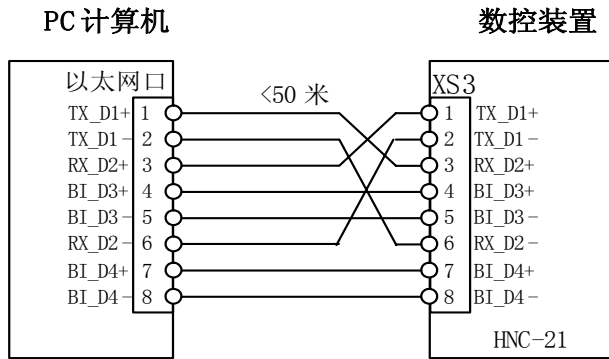 PC计算机 数控装置
以太网口 <50 米 XS3
TX_D1+ 1 1 TX_D1+
TX_D1- 2 2 TX_D1-
RX_D2+ 3 3 RX_D2+
BI_D3+ 4 4 BI_D3+
BI_D3- 5 5 BI_D3-
RX_D2- 6 6 RX_D2-
BI_D4+ 7 7 BI_D4+
BI_D4- 8 8 BI_D4-
HNC-21